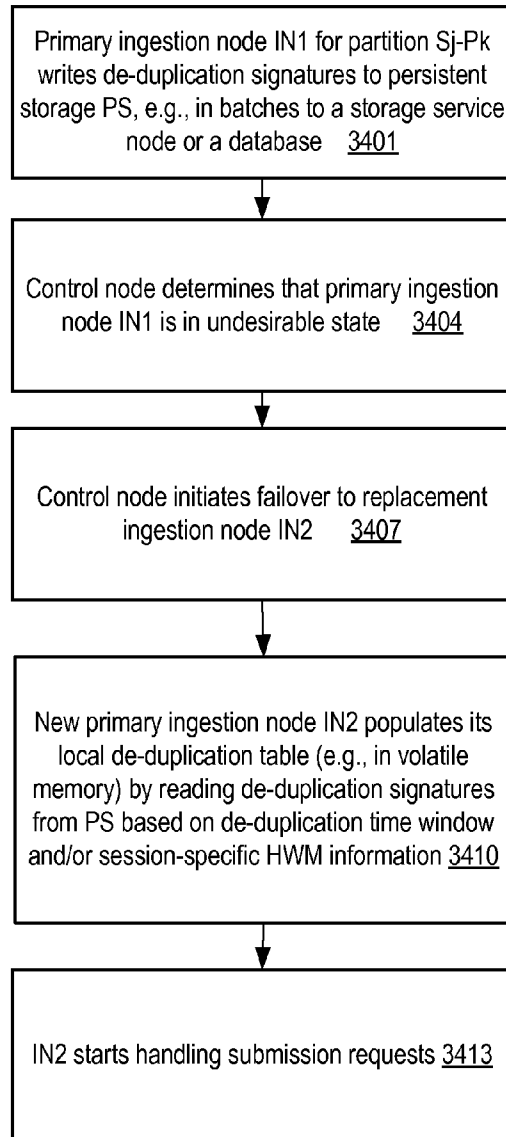 Primary ingestion node IN1 for partition Sj-Pk
writes de-duplication signatures to persistent
storage PS, e.g., in batches to a storage service
node or a database 3401
Control node determines that primary ingestion
node IN1 is in undesirable state 3404
Control node initiates failover to replacement
ingestion node IN2 3407
New primary ingestion node IN2 populates its
local de-duplication table (e.g., in volatile
memory) by reading de-duplication signatures
from PS based on de-duplication time window
and/or session-specific HWM information 3410
IN2 starts handling submission requests 3413